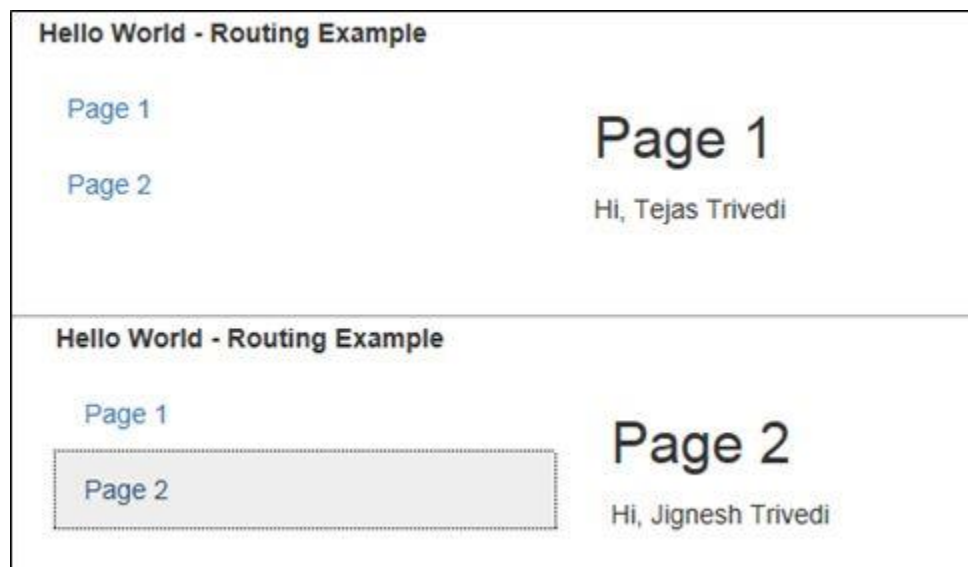 Hello World - Routing Example
Page 1
Page 2
Page 1
Hi, Tejas Trivedi
Hello World - Routing Example
Page 1
Page 2
Page 2
Hi, Jignesh Trivedi